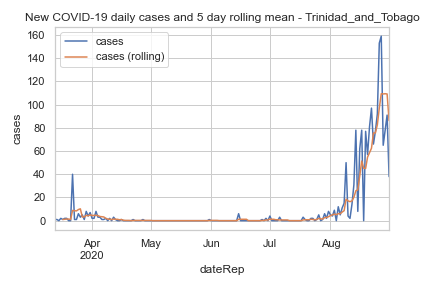 New COVID-19 daily cases and 5 day rolling mean - Trinidad_and_Tobago
cases
cases (rolling)
160
140
120
100
80
60
40
20
0
cases
Apr
2020
May
Jun
Jul
Aug
dateRep